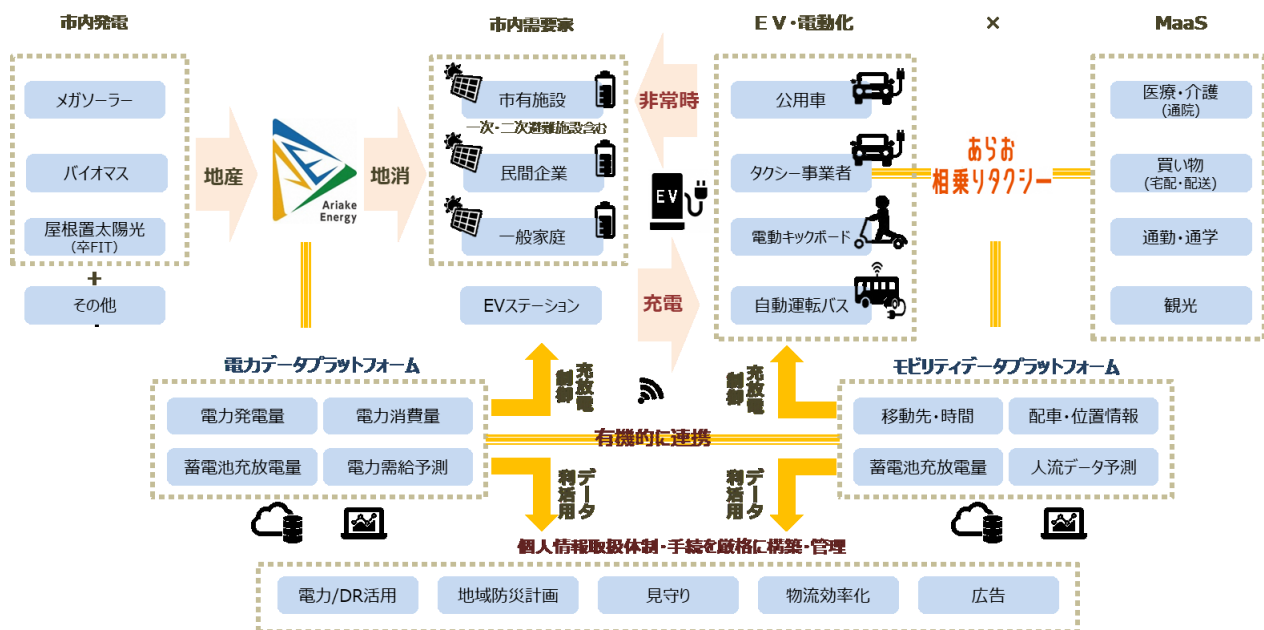 市内発電
市内需要家
EV・電動化
×
MaaS
メガソーラー
バイオマス
屋根置太陽光
(卒FIT)
+
その他
地産
Ariake
Energy
地消
市有施設
一次・二次避難施設含む
民間企業
一般家庭
EVステーション
非常時
EV
充電
公用車
タクシー事業者
電動キックボード
自動運転バス
あらお
相乗りタクシー
医療・介護
(通院)
買い物
(宅配・配送)
通勤・通学
観光
電力データプラットフォーム
電力発電量
電力消費量
蓄電池充放電量
電力需給予測
充放電
制御
データ
利活用
有機的に連携
モビリティデータプラットフォーム
移動先・時間
配車・位置情報
蓄電池充放電量
人流データ予測
充放電
制御
データ
利活用
個人情報取扱体制・手続を厳格に構築・管理
電力/DR活用
地域防災計画
見守り
物流効率化
広告